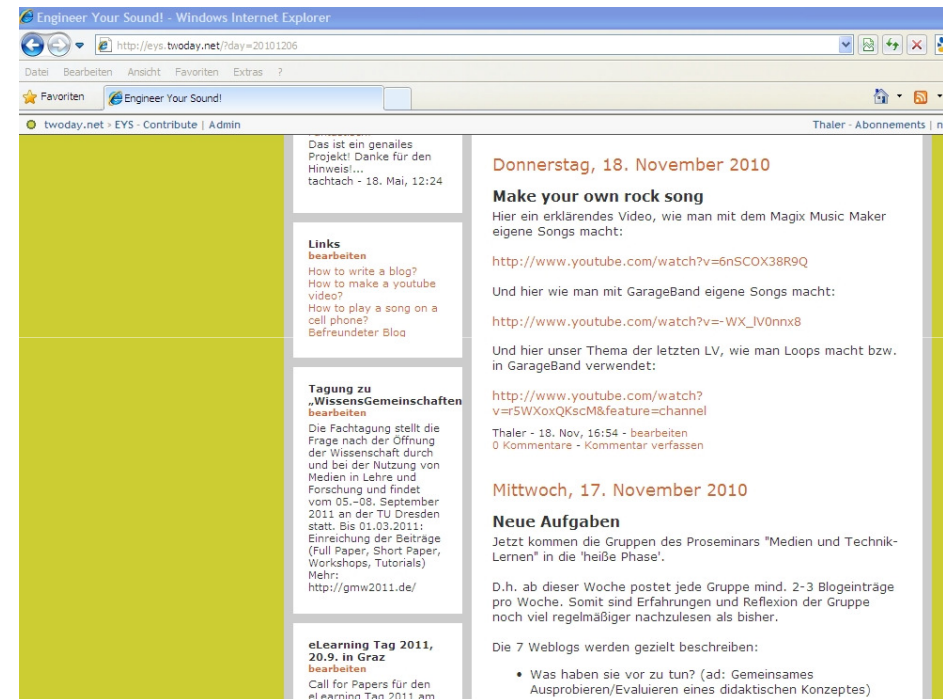 Engineer Your Sound! - Windows Internet Explorer
http://eys.twoday.net/?day=20101206
Datei Bearbeiten Ansicht Favoriten Extras ?
Favoriten Engineer Your Sound!
twoday.net > EYS - Contribute | Admin
Thaler - Abonnements | n
Das ist ein genailes
Projekt! Danke für den
Hinweis!...
tachtach - 18. Mai, 12:24
Links
bearbeiten
How to write a blog?
How to make a youtube
video?
How to play a song on a
cell phone?
Befreundeter Blog
Tagung zu
„WissensGemeinschaften
bearbeiten
Die Fachtagung stellt die
Frage nach der Öffnung
der Wissenschaft durch
und bei der Nutzung von
Medien in Lehre und
Forschung und findet
vom 05.–08. September
2011 an der TU Dresden
statt. Bis 01.03.2011:
Einreichung der Beiträge
(Full Paper, Short Paper,
Workshops, Tutorials)
Mehr:
http://gmw2011.de/
eLearning Tag 2011,
20.9. in Graz
bearbeiten
Call for Papers für den
eLearning Tag 2011 am
Donnerstag, 18. November 2010
Make your own rock song
Hier ein erklärendes Video, wie man mit dem Magix Music Maker
eigene Songs macht:
http://www.youtube.com/watch?v=6nSCOX38R9Q
Und hier wie man mit GarageBand eigene Songs macht:
http://www.youtube.com/watch?v=-WX_lV0nnx8
Und hier unser Thema der letzten LV, wie man Loops macht bzw.
in GarageBand verwendet:
http://www.youtube.com/watch?
v=r5WXoxQKscM&feature=channel
Thaler - 18. Nov, 16:54 - bearbeiten
0 Kommentare - Kommentar verfassen
Mittwoch, 17. November 2010
Neue Aufgaben
Jetzt kommen die Gruppen des Proseminars "Medien und Technik-
Lernen" in die 'heiße Phase'.
D.h. ab dieser Woche postet jede Gruppe mind. 2-3 Blogeinträge
pro Woche. Somit sind Erfahrungen und Reflexion der Gruppe
noch viel regelmäßiger nachzulesen als bisher.
Die 7 Weblogs werden gezielt beschreiben:
• Was haben sie vor zu tun? (ad: Gemeinsames
Ausprobieren/Evaluieren eines didaktischen Konzeptes)